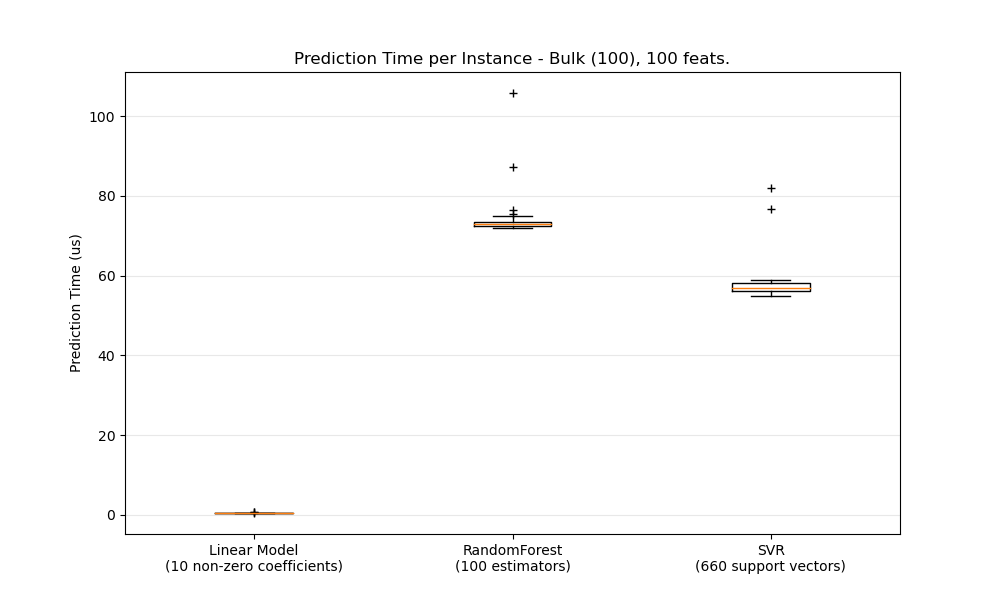 Prediction Time per Instance - Bulk (100), 100 feats.
Prediction Time (us)
100
80
60
40
20
0
Linear Model
(10 non-zero coefficients)
RandomForest
(100 estimators)
SVR
(660 support vectors)